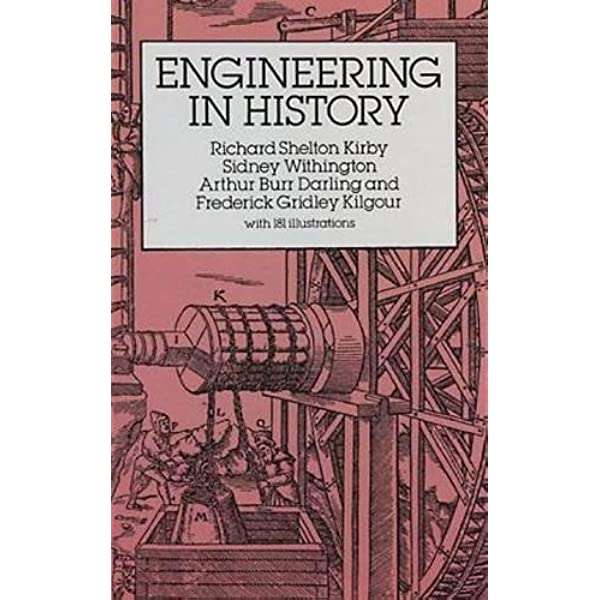 C
ENGINEERING
IN HISTORY
Richard Shelton Kirby
Sidney Withington
Arthur Burr Darling and
Frederick Gridley Kilgour
with 181 illustrations
K
P
L
O
M